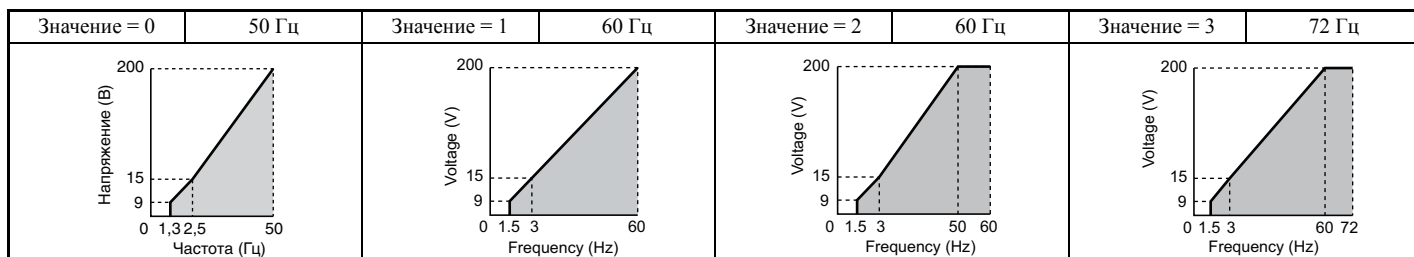 Значение = 0 50 Гц Значение = 1 60 Гц Значение = 2 60 Гц Значение = 3 72 Гц
200
Напряжение (В)
15
9
0 1,3 2,5 50
Частота (Гц)
200
Voltage (V)
15
9
0 1.5 3 60
Frequency (Hz)
200
Voltage (V)
15
9
0 1.5 3 50 60
Frequency (Hz)
200
Voltage (V)
15
9
0 1.5 3 60 72
Frequency (Hz)